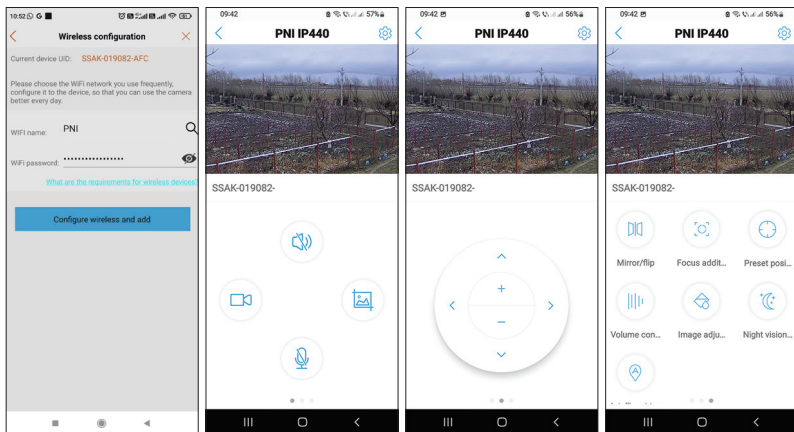 10:52
Wireless configuration
Current device UID: SSAK-019082-AFC
Please choose the WiFi network you use frequently,
configure it to the device, so that you can use the camera
better every day.
WIFI name: PNI
WiFi password: ••••••••••••••••
What are the requirements for wireless devices?
Configure wireless and add
09:42 57%
PNI IP440
SSAK-019082-
09:42 56%
PNI IP440
SSAK-019082-
09:42 56%
PNI IP440
SSAK-019082-
Mirror/flip Focus addit... Preset posi...
Volume con... Image adju... Night vision...